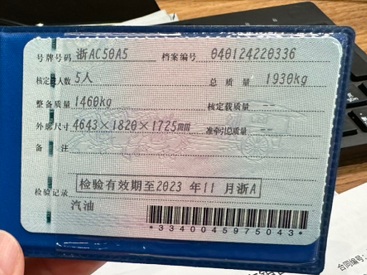 号牌号码 浙AC50A5 档案编号 040124220336
核定载人数 5人 总质量 1930kg
整备质量 1460kg 核定载质量 --
外廓尺寸 4643×1820×1725mm 准牵引总质量 --
备注
检验记录 检验有效期至2023年11月浙A
汽油
*3340045975043*